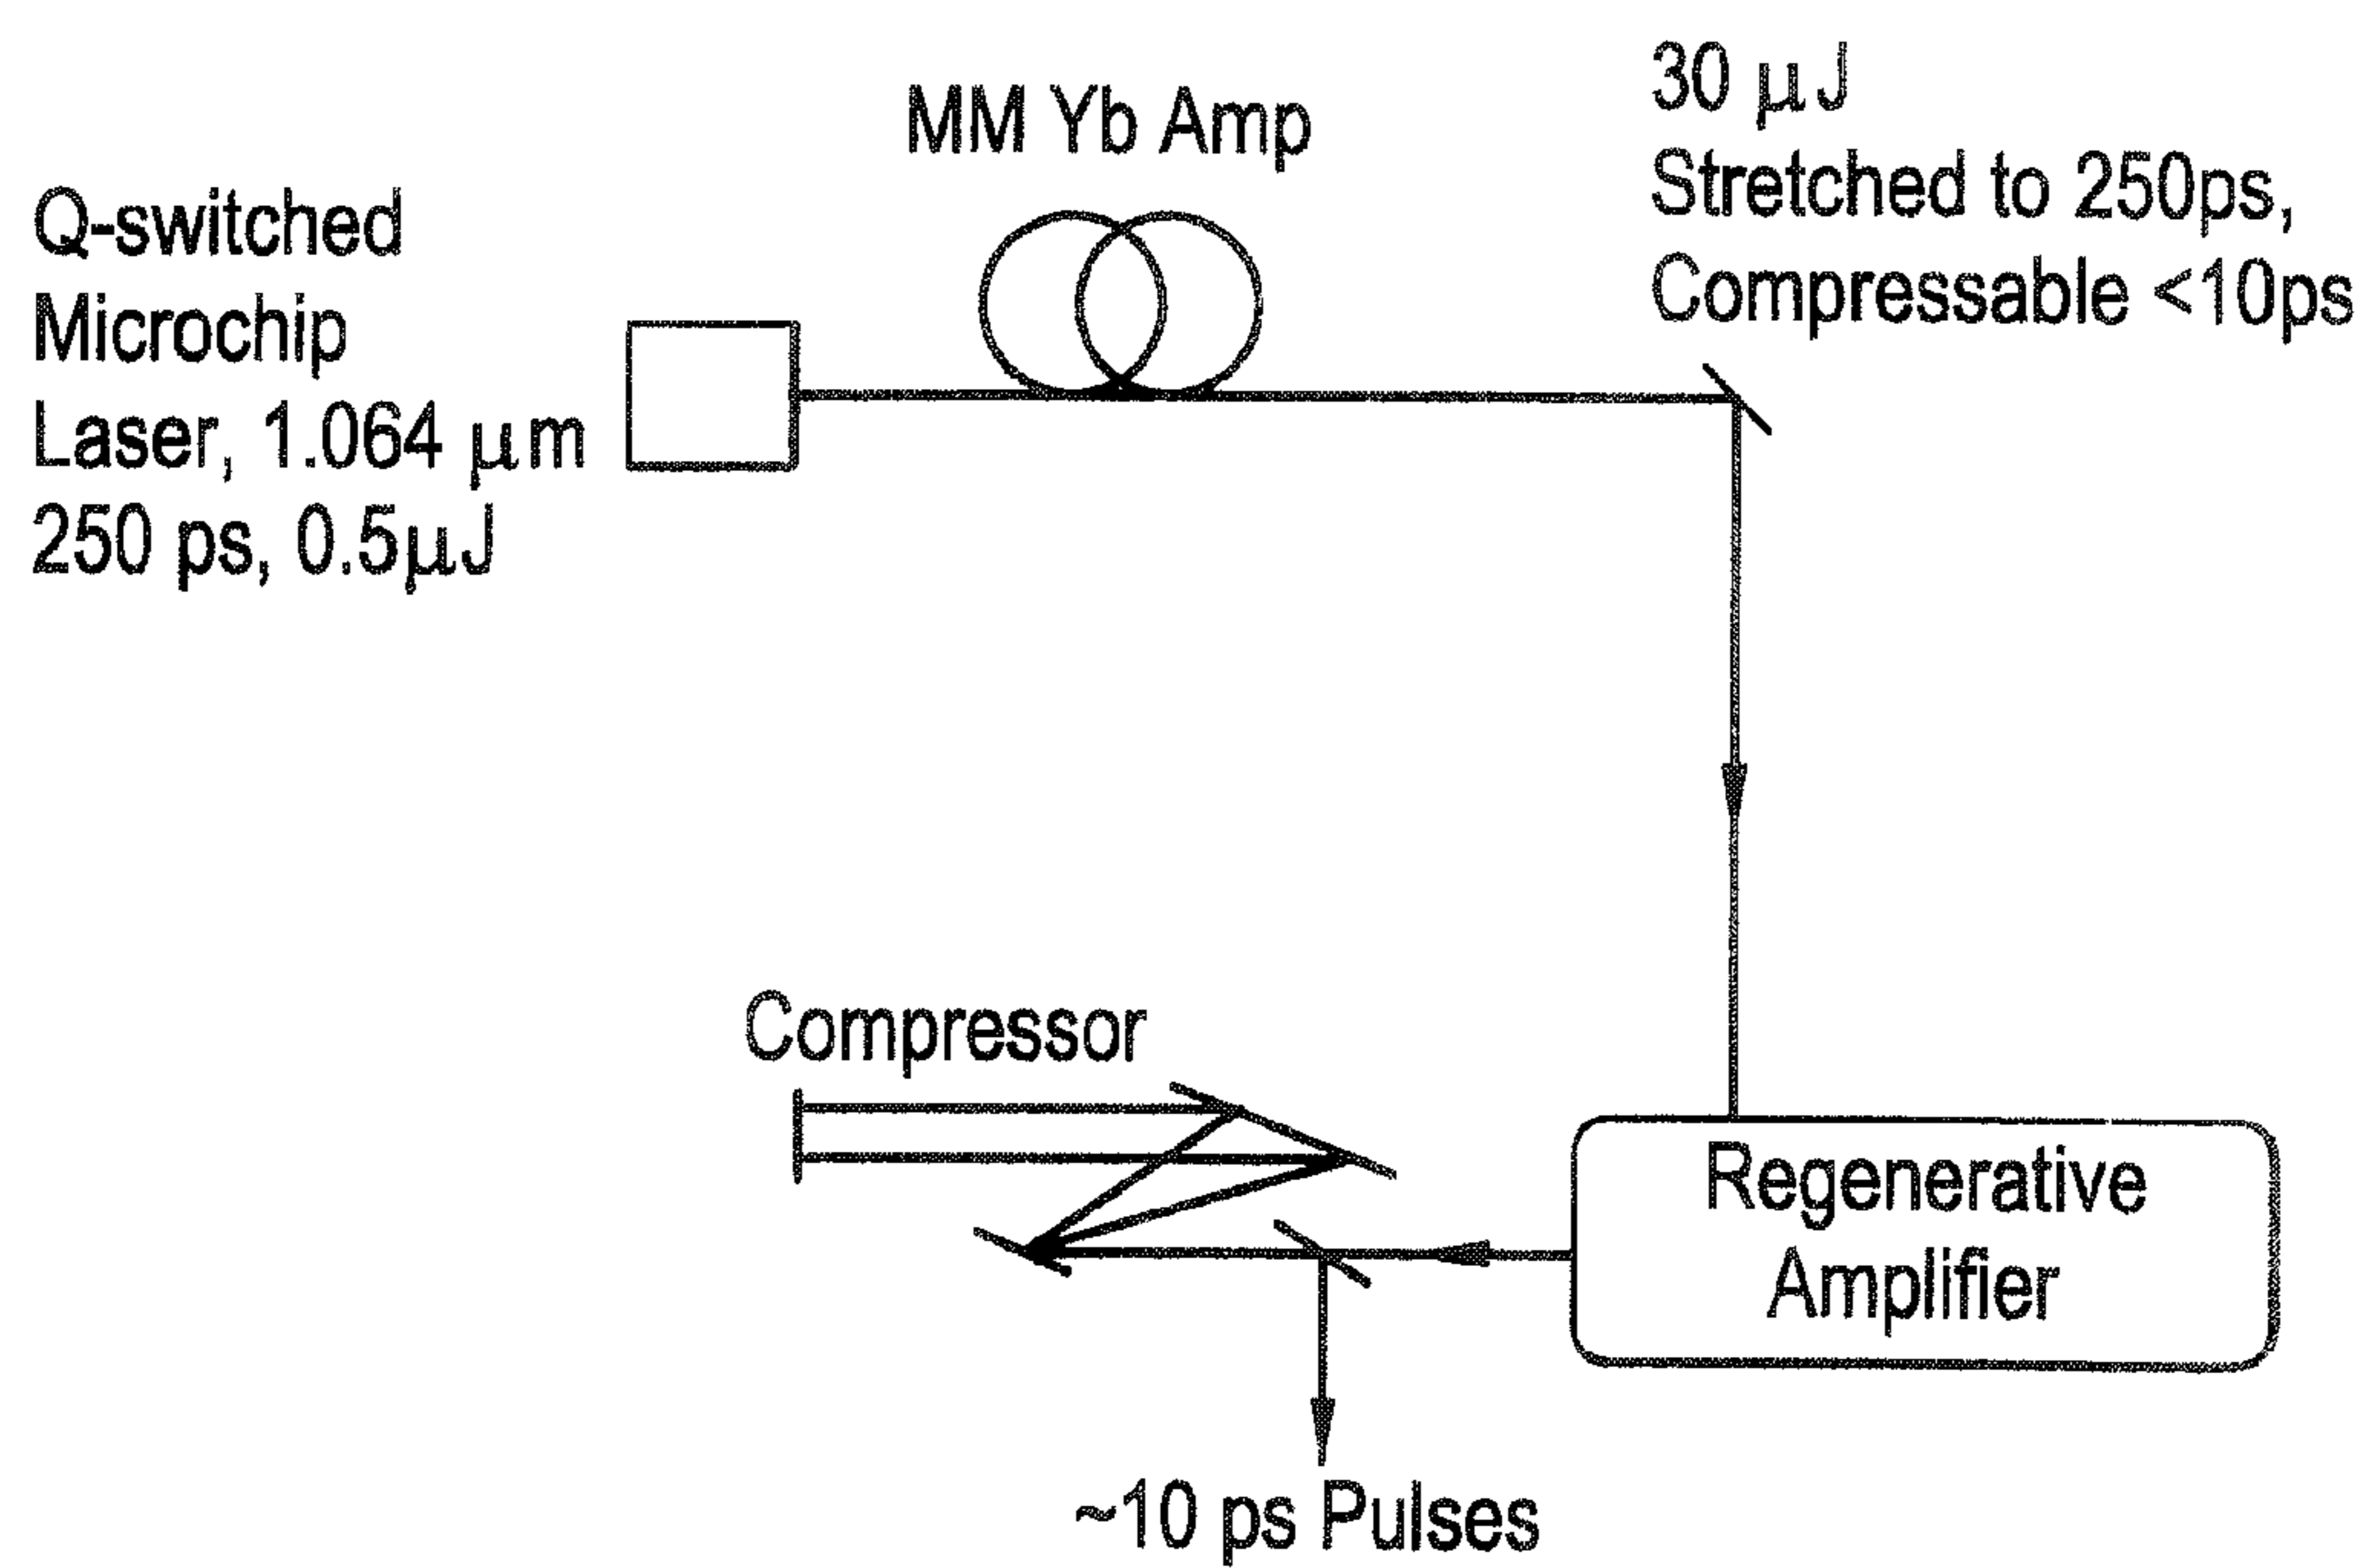 Q-switched
Microchip
Laser, 1.064 μm
250 ps, 0.5μJ
MM Yb Amp
30 μJ
Stretched to 250ps,
Compressable <10ps
Compressor
Regenerative
Amplifier
~10 ps Pulses